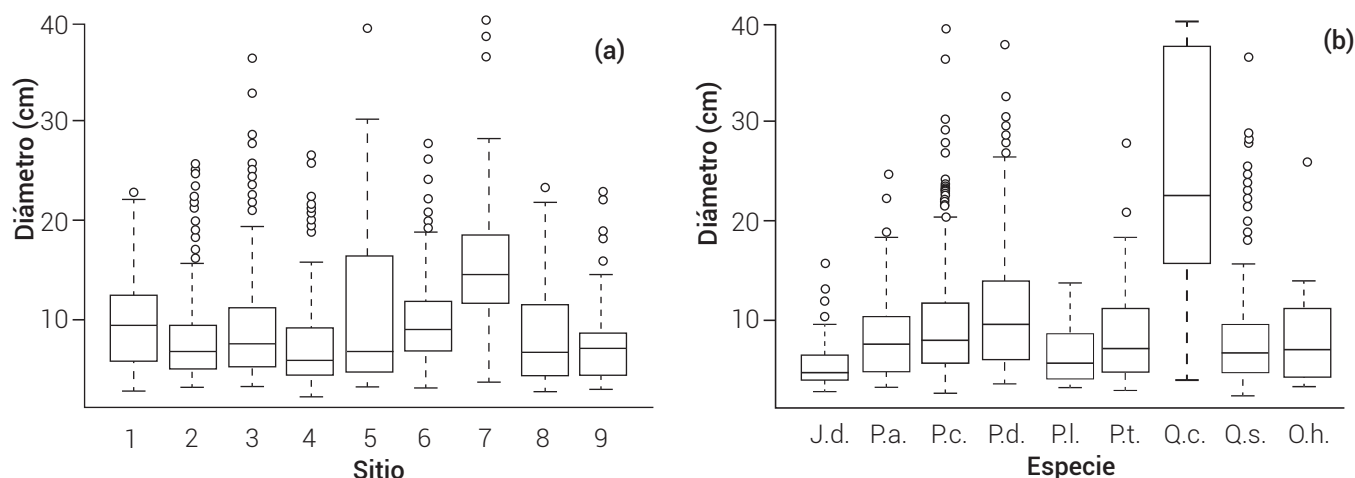 (a)
Diámetro (cm)
40
30
20
10
1 2 3 4 5 6 7 8 9
Sitio
(b)
Diámetro (cm)
40
30
20
10
J.d. P.a. P.c. P.d. P.l. P.t. Q.c. Q.s. O.h.
Especie